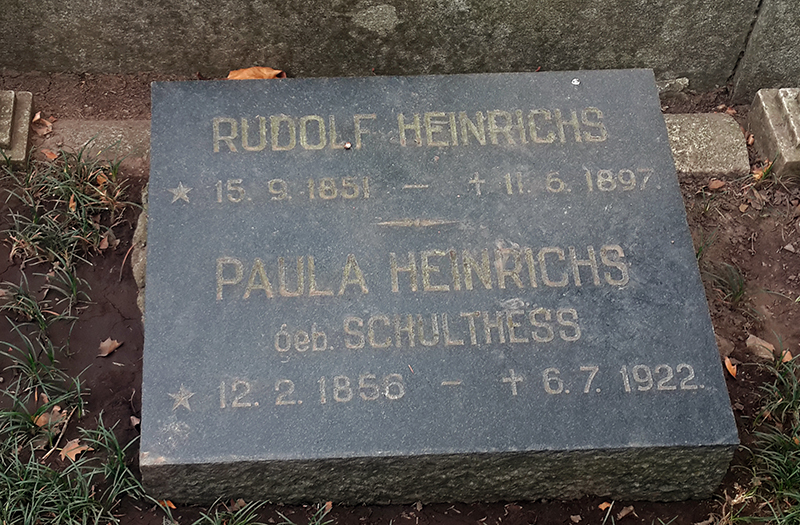 RUDOLF HEINRICHS
★ 15. 9. 1851 – ✝ 11. 6. 1897.
PAULA HEINRICHS
geb. SCHULTHESS
★ 12. 2. 1856 – ✝ 6. 7. 1922.